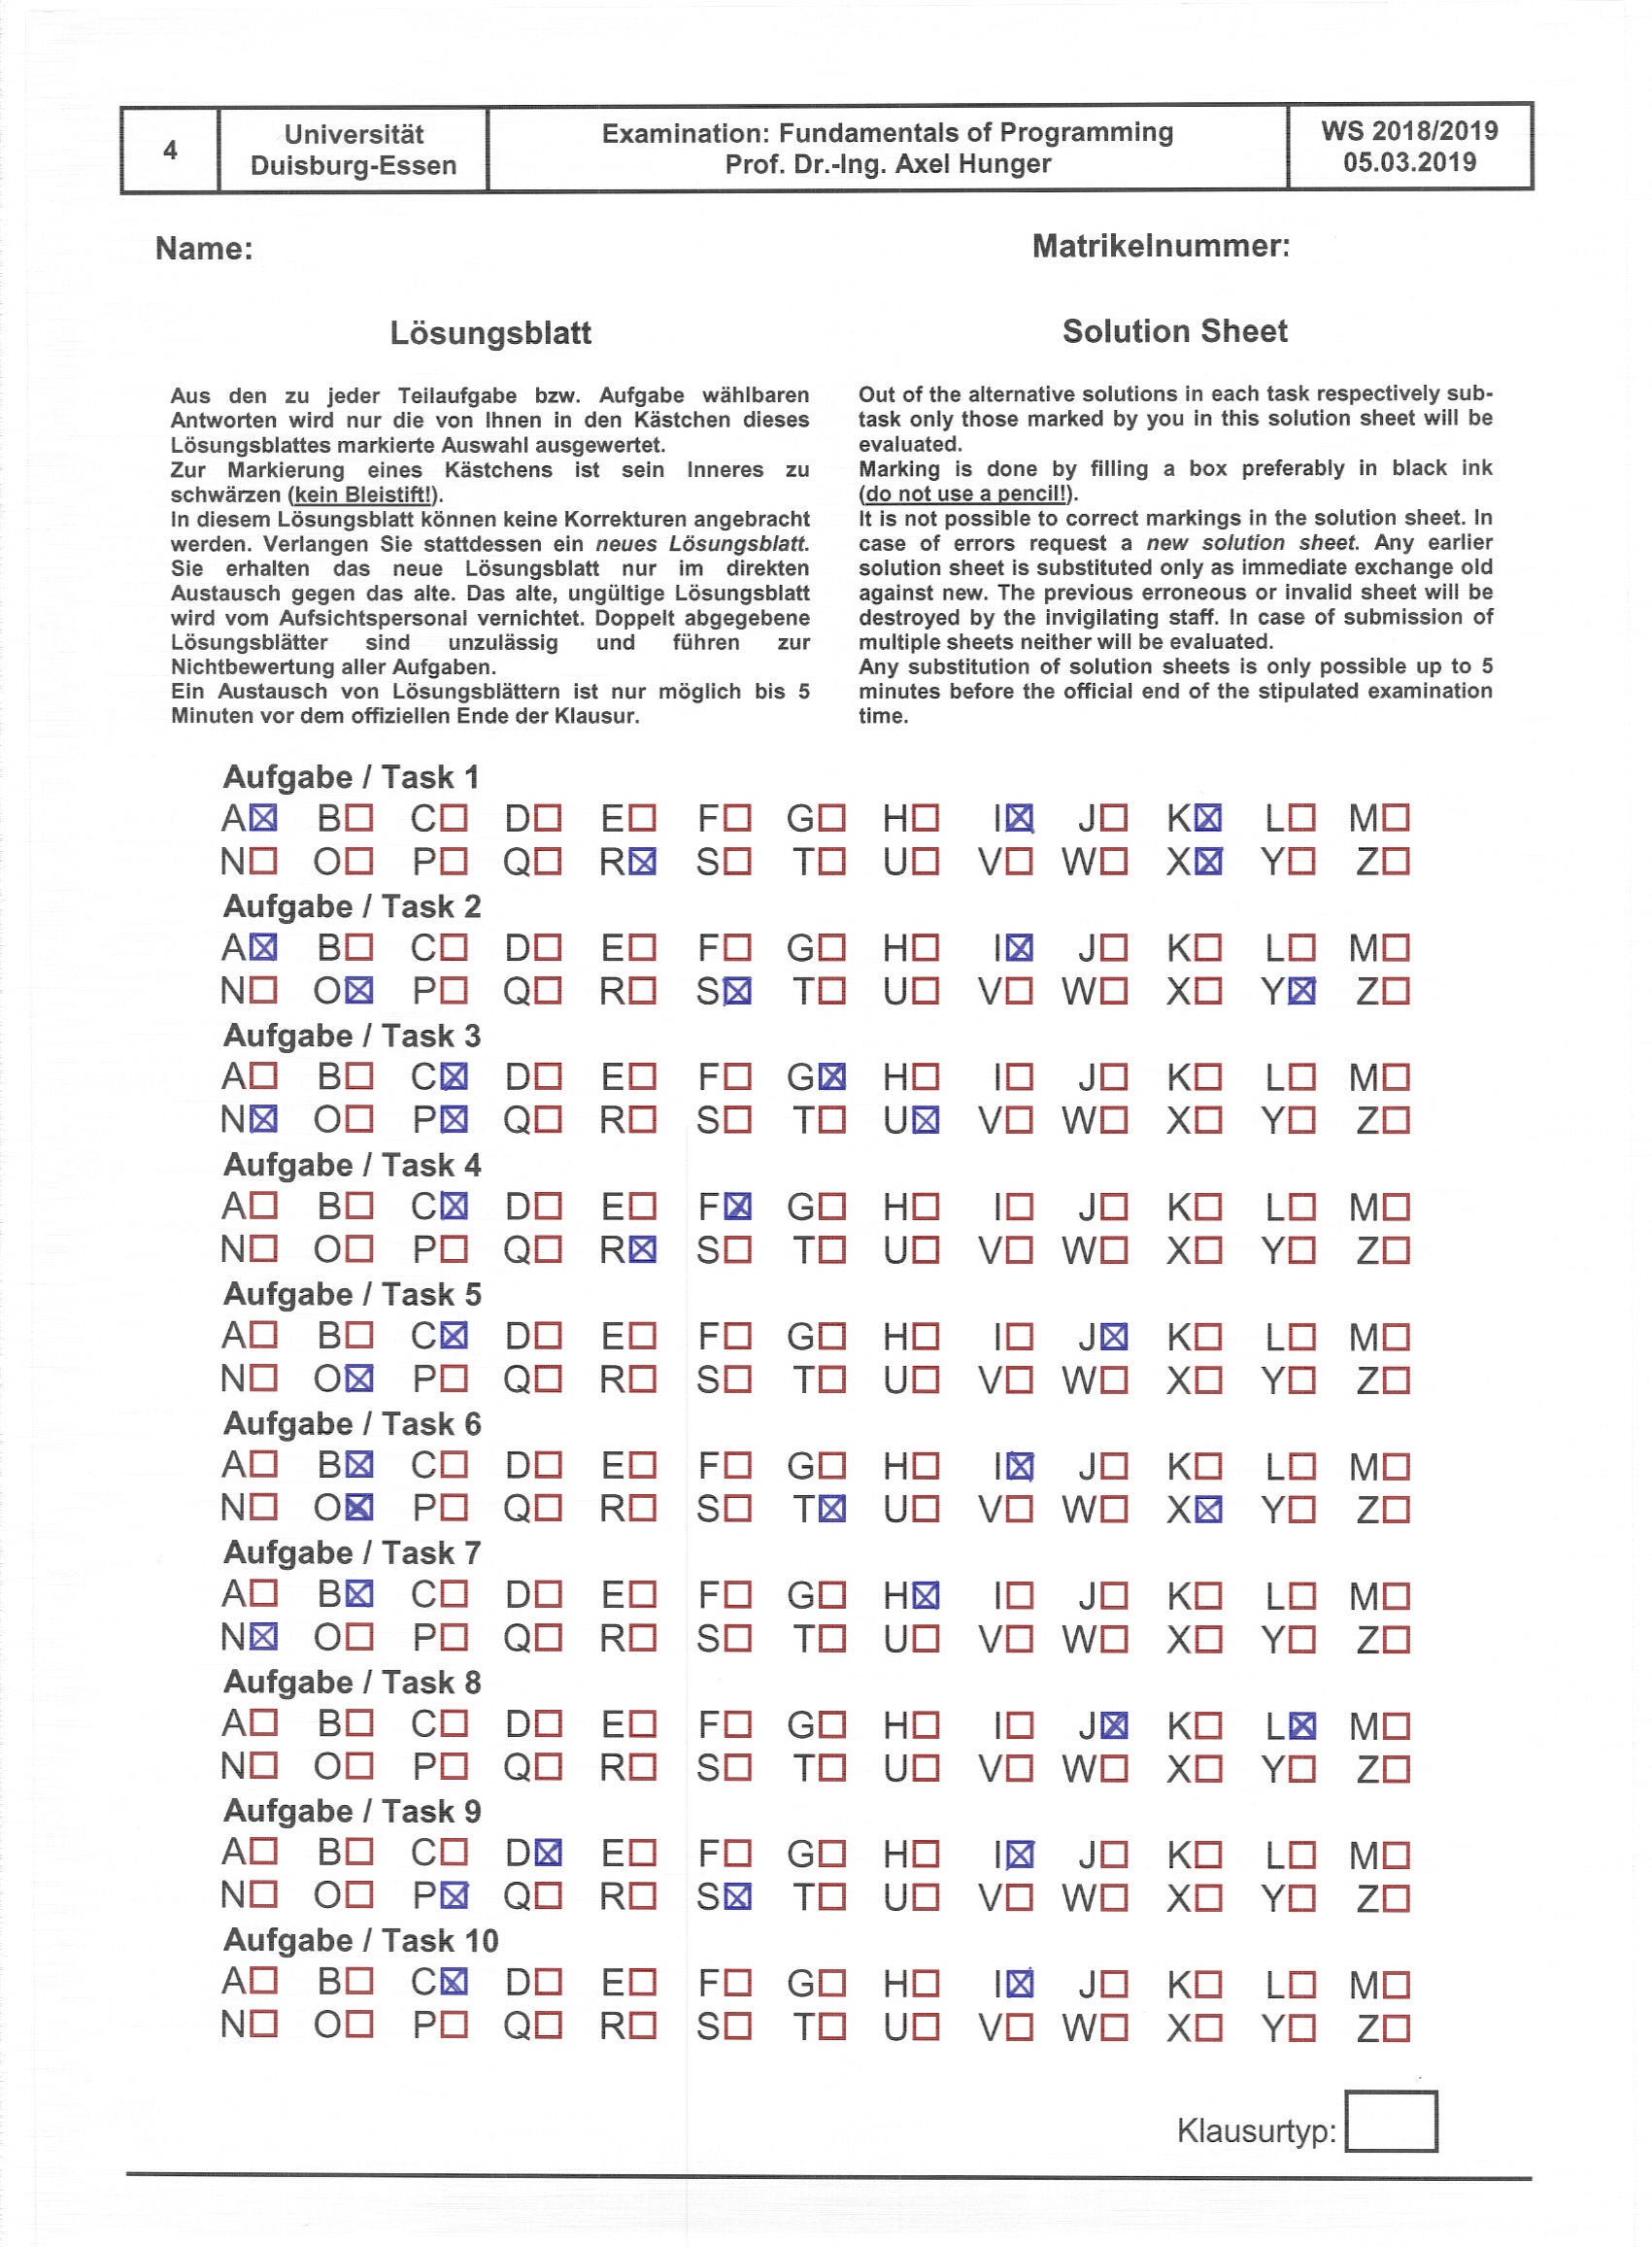 4
Universität
Duisburg-Essen
Examination: Fundamentals of Programming
Prof. Dr.-Ing. Axel Hunger
WS 2018/2019
05.03.2019
Name:
Matrikelnummer:
Lösungsblatt
Aus den zu jeder Teilaufgabe bzw. Aufgabe wählbaren
Antworten wird nur die von Ihnen in den Kästchen dieses
Lösungsblattes markierte Auswahl ausgewertet.
Zur Markierung eines Kästchens ist sein Inneres zu
schwärzen (kein Bleistift!).
In diesem Lösungsblatt können keine Korrekturen angebracht
werden. Verlangen Sie stattdessen ein neues Lösungsblatt.
Sie erhalten das neue Lösungsblatt nur im direkten
Austausch gegen das alte. Das alte, ungültige Lösungsblatt
wird vom Aufsichtspersonal vernichtet. Doppelt abgegebene
Lösungsblätter sind unzulässig und führen zur
Nichtbewertung aller Aufgaben.
Ein Austausch von Lösungsblättern ist nur möglich bis 5
Minuten vor dem offiziellen Ende der Klausur.
Solution Sheet
Out of the alternative solutions in each task respectively sub-
task only those marked by you in this solution sheet will be
evaluated.
Marking is done by filling a box preferably in black ink
(do not use a pencil!).
It is not possible to correct markings in the solution sheet. In
case of errors request a new solution sheet. Any earlier
solution sheet is substituted only as immediate exchange old
against new. The previous erroneous or invalid sheet will be
destroyed by the invigilating staff. In case of submission of
multiple sheets neither will be evaluated.
Any substitution of solution sheets is only possible up to 5
minutes before the official end of the stipulated examination
time.
Aufgabe / Task 1
A☒ B☐ C☐ D☐ E☐ F☐ G☐ H☐ I☒ J☐ K☒ L☐ M☐
N☐ O☐ P☐ Q☐ R☒ S☐ T☐ U☐ V☐ W☐ X☒ Y☐ Z☐
Aufgabe / Task 2
A☒ B☐ C☐ D☐ E☐ F☐ G☐ H☐ I☒ J☐ K☐ L☐ M☐
N☐ O☒ P☐ Q☐ R☐ S☒ T☐ U☐ V☐ W☐ X☐ Y☒ Z☐
Aufgabe / Task 3
A☐ B☐ C☒ D☐ E☐ F☐ G☒ H☐ I☐ J☐ K☐ L☐ M☐
N☒ O☐ P☒ Q☐ R☐ S☐ T☐ U☒ V☐ W☐ X☐ Y☐ Z☐
Aufgabe / Task 4
A☐ B☐ C☒ D☐ E☐ F☒ G☐ H☐ I☐ J☐ K☐ L☐ M☐
N☐ O☐ P☐ Q☐ R☒ S☐ T☐ U☐ V☐ W☐ X☐ Y☐ Z☐
Aufgabe / Task 5
A☐ B☐ C☒ D☐ E☐ F☐ G☐ H☐ I☐ J☒ K☐ L☐ M☐
N☐ O☒ P☐ Q☐ R☐ S☐ T☐ U☐ V☐ W☐ X☐ Y☐ Z☐
Aufgabe / Task 6
A☐ B☒ C☐ D☐ E☐ F☐ G☐ H☐ I☒ J☐ K☐ L☐ M☐
N☐ O☒ P☐ Q☐ R☐ S☐ T☒ U☐ V☐ W☐ X☒ Y☐ Z☐
Aufgabe / Task 7
A☐ B☒ C☐ D☐ E☐ F☐ G☐ H☒ I☐ J☐ K☐ L☐ M☐
N☒ O☐ P☐ Q☐ R☐ S☐ T☐ U☐ V☐ W☐ X☐ Y☐ Z☐
Aufgabe / Task 8
A☐ B☐ C☐ D☐ E☐ F☐ G☐ H☐ I☐ J☒ K☐ L☒ M☐
N☐ O☐ P☐ Q☐ R☐ S☐ T☐ U☐ V☐ W☐ X☐ Y☐ Z☐
Aufgabe / Task 9
A☐ B☐ C☐ D☒ E☐ F☐ G☐ H☐ I☒ J☐ K☐ L☐ M☐
N☐ O☐ P☒ Q☐ R☐ S☒ T☐ U☐ V☐ W☐ X☐ Y☐ Z☐
Aufgabe / Task 10
A☐ B☐ C☒ D☐ E☐ F☐ G☐ H☐ I☒ J☐ K☐ L☐ M☐
N☐ O☐ P☐ Q☐ R☐ S☐ T☐ U☐ V☐ W☐ X☐ Y☐ Z☐
Klausurtyp: